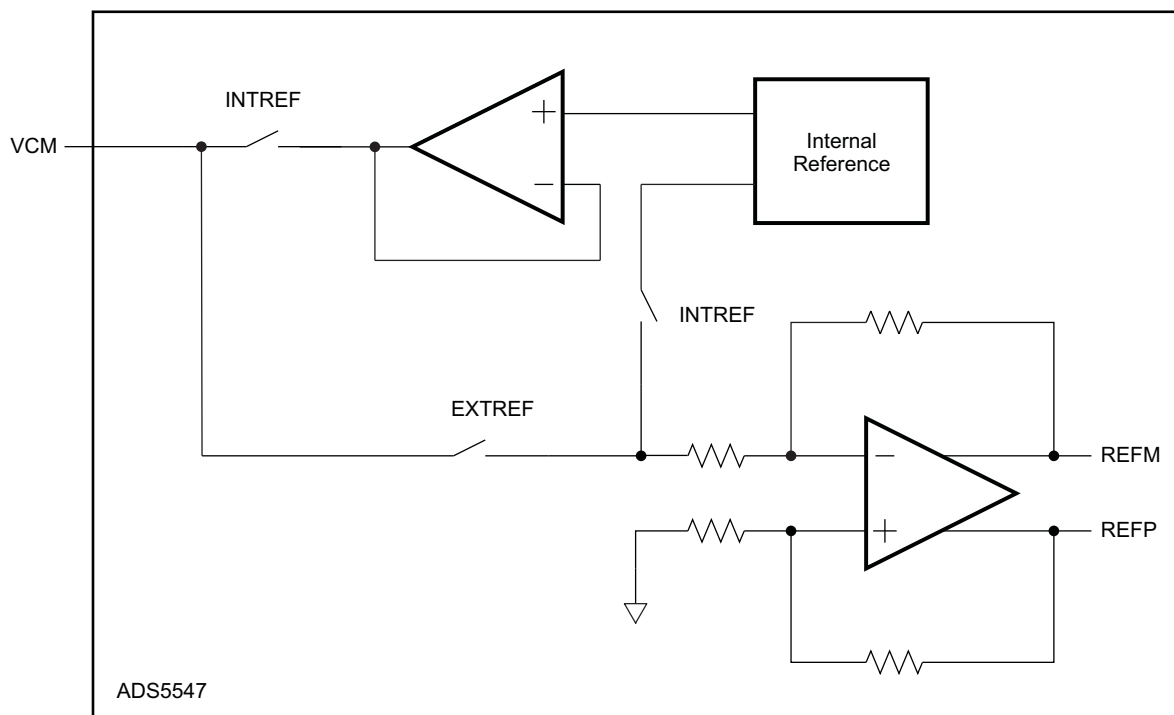 INTREF
VCM
+
−
Internal
Reference
INTREF
EXTREF
−
REFM
+
REFP
ADS5547